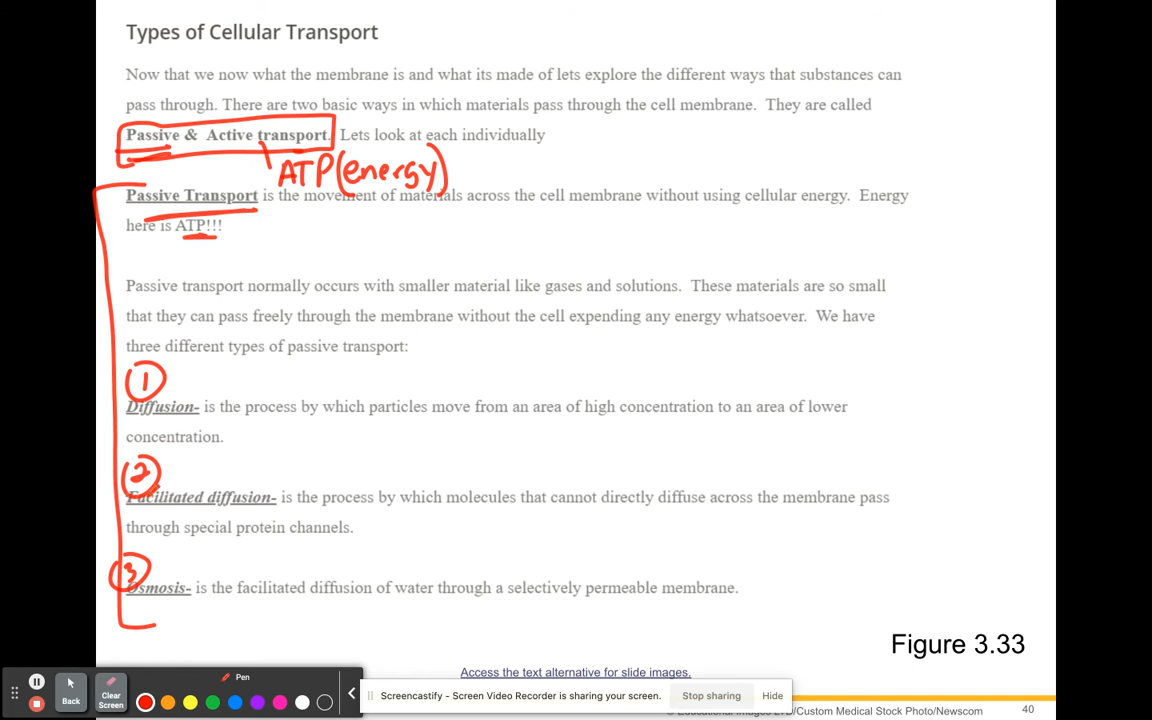 Types of Cellular Transport
Now that we now what the membrane is and what its made of lets explore the different ways that substances can
pass through. There are two basic ways in which materials pass through the cell membrane. They are called
Passive & Active transport. Lets look at each individually
ATP(energy)
Passive Transport is the movement of materials across the cell membrane without using cellular energy. Energy
here is ATP!!!
Passive transport normally occurs with smaller material like gases and solutions. These materials are so small
that they can pass freely through the membrane without the cell expending any energy whatsoever. We have
three different types of passive transport:
1
Diffusion- is the process by which particles move from an area of high concentration to an area of lower
concentration.
2
Facilitated diffusion- is the process by which molecules that cannot directly diffuse across the membrane pass
through special protein channels.
3
Osmosis- is the facilitated diffusion of water through a selectively permeable membrane.
Figure 3.33
Access the text alternative for slide images.
Pen
Back
Clear
Screen
Screencastify - Screen Video Recorder is sharing your screen.
Stop sharing
Hide
/Custom Medical Stock Photo/Newscom
40